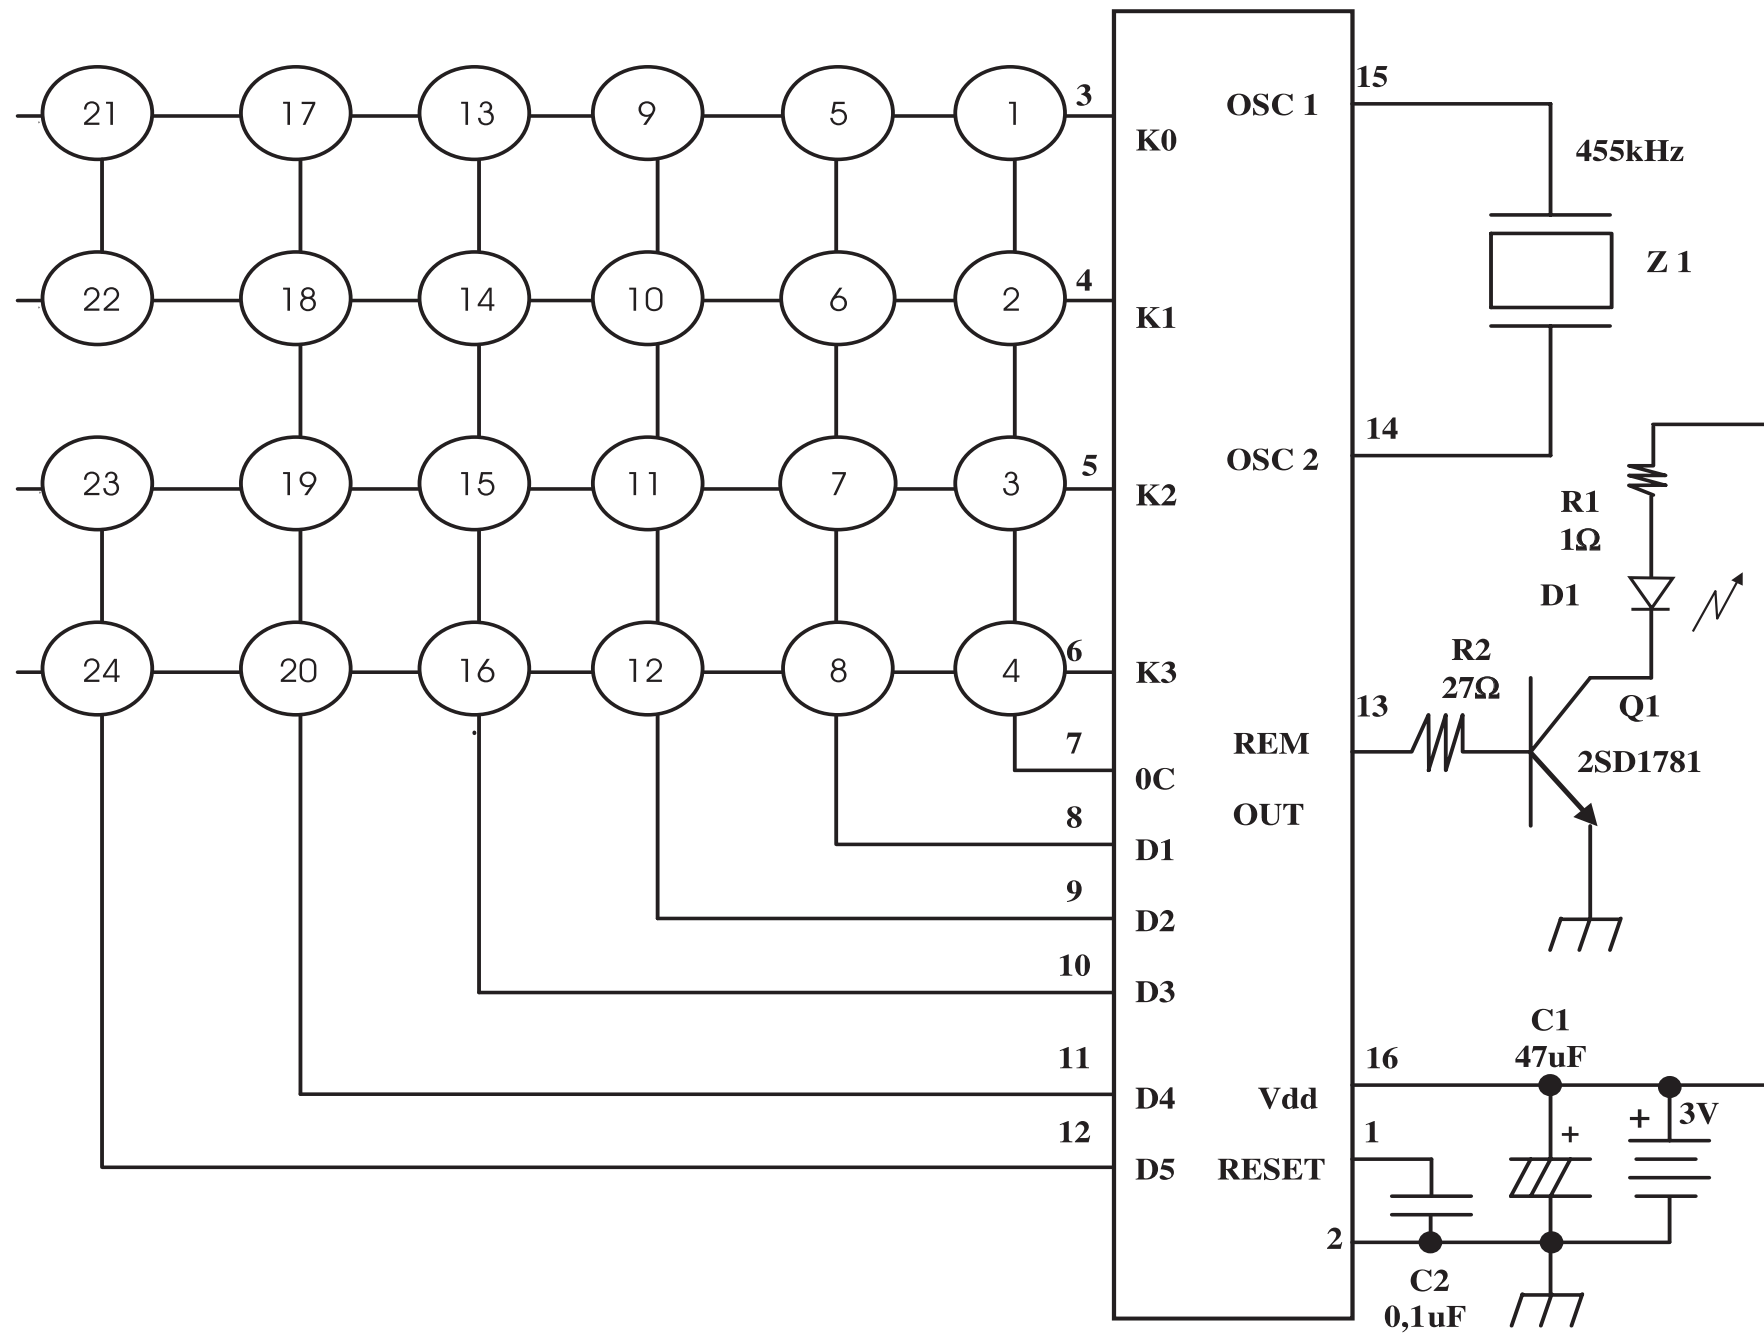 21 17 13 9 5 1 3
K0
OSC 1
15
455kHz
Z 1
22 18 14 10 6 2 4
K1
23 19 15 11 7 3 5
K2
OSC 2
14
R1
1Ω
D1
24 20 16 12 8 4 6
K3
R2
27Ω
13
Q1
2SD1781
REM
OUT
7
0C
8
D1
9
D2
10
D3
11
D4
12
D5
16
Vdd
1
RESET
2
C1
47uF
+
+ 3V
C2
0,1uF